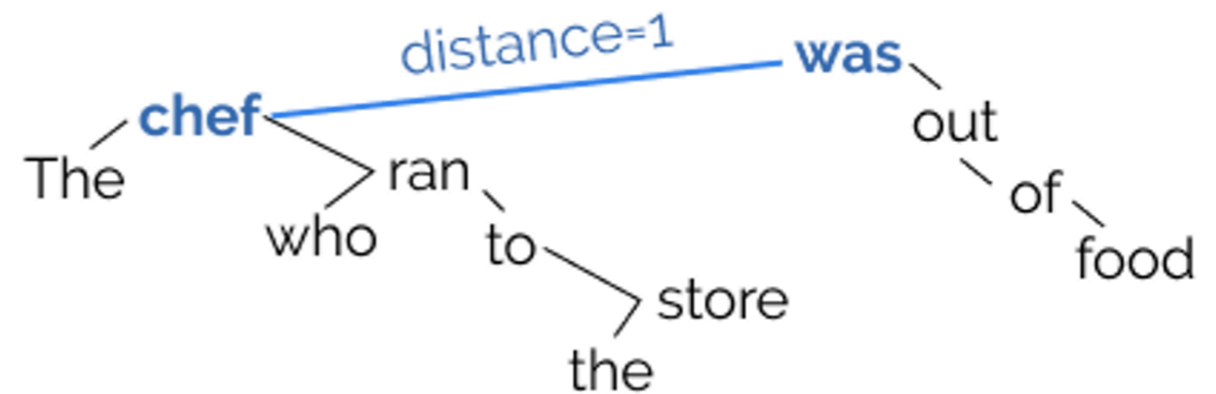 distance=1
was
chef
out
The
ran
of
who
to
food
store
the